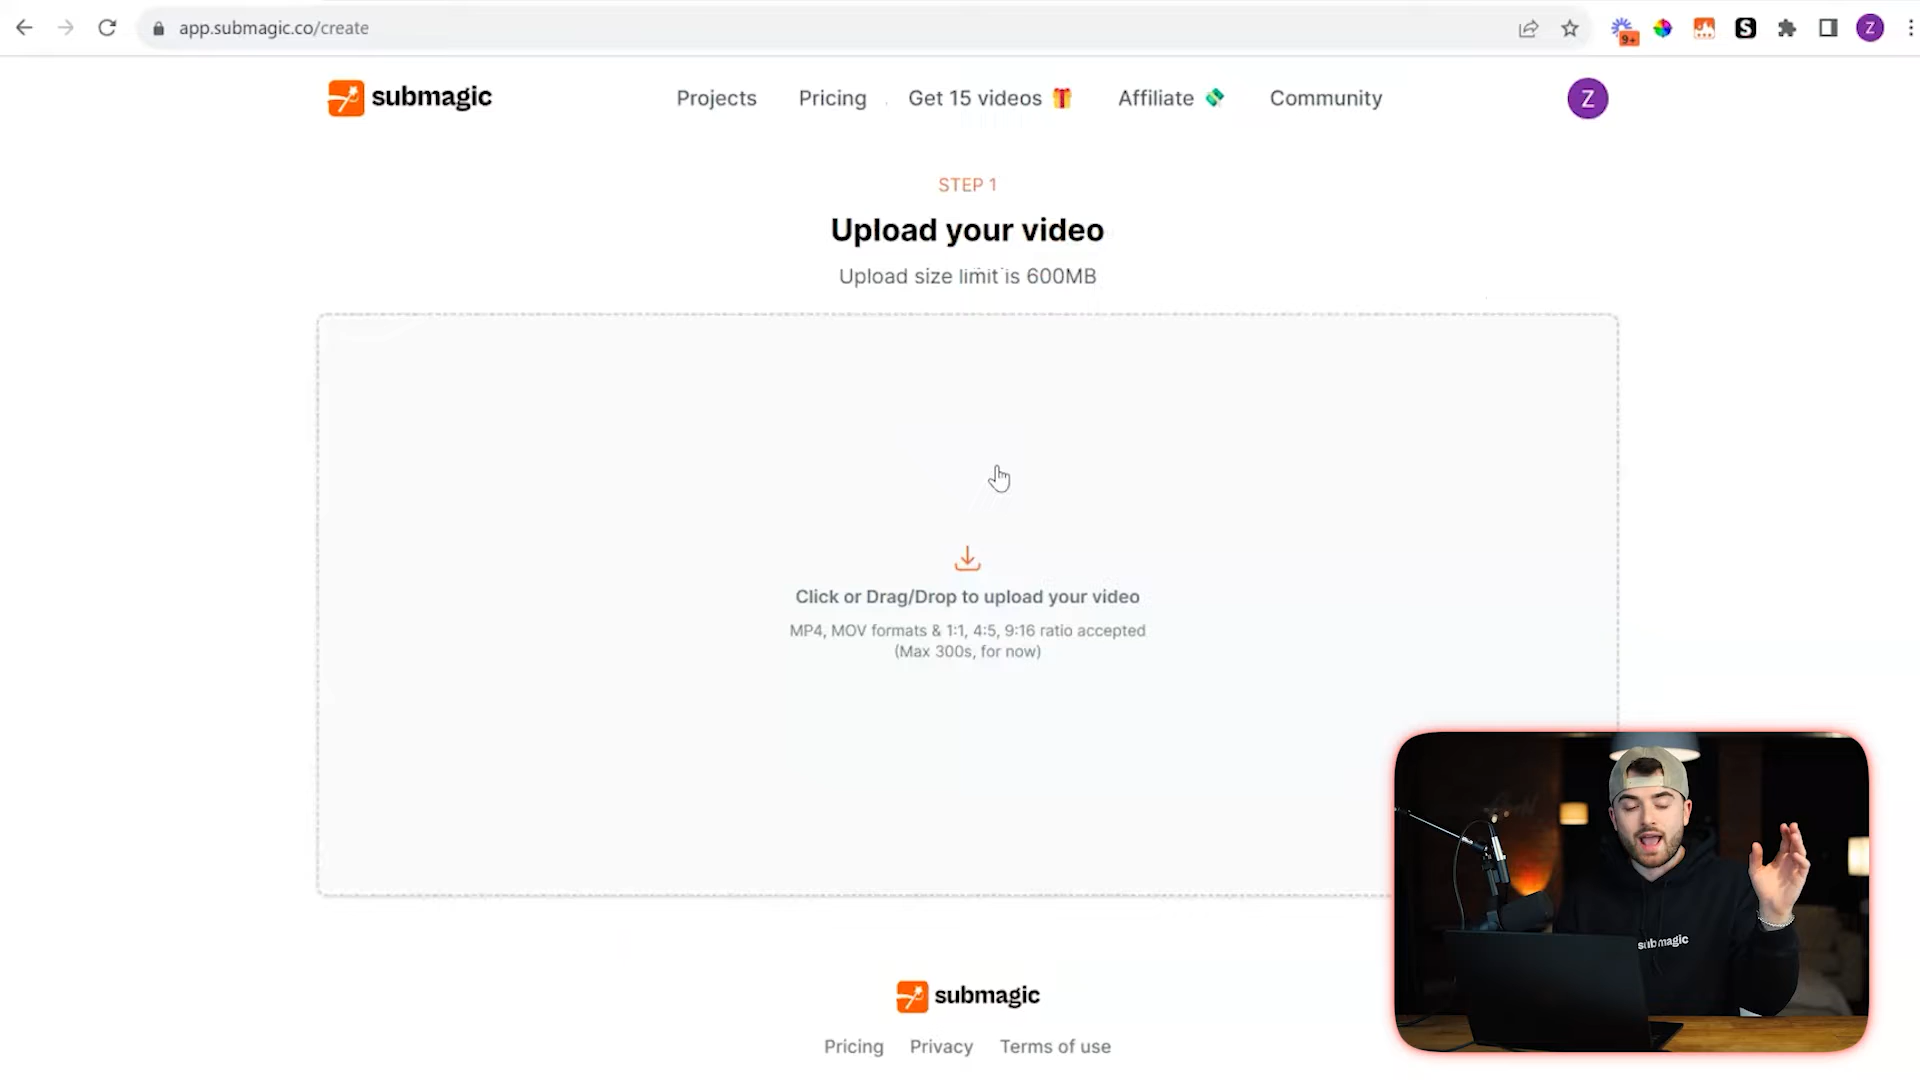 app.submagic.co/create
9+
S
Z
submagic
Projects
Pricing
Get 15 videos
Affiliate
Community
Z
STEP 1
Upload your video
Upload size limit is 600MB
Click or Drag/Drop to upload your video
MP4, MOV formats & 1:1, 4:5, 9:16 ratio accepted
(Max 300s, for now)
submagic
submagic
Pricing
Privacy
Terms of use